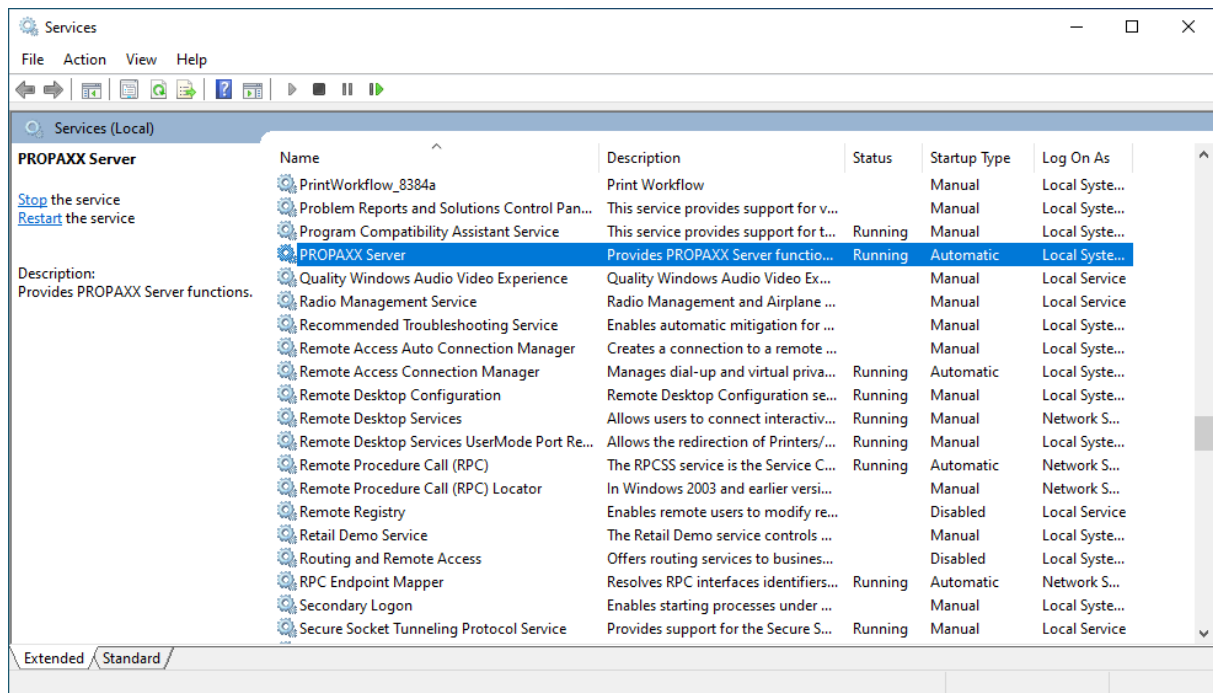 Services
File Action View Help
Services (Local)
PROPAXX Server
Stop the service
Restart the service
Description:
Provides PROPAXX Server functions.
Name Description Status Startup Type Log On As
PrintWorkflow_8384a Print Workflow Manual Local Syste...
Problem Reports and Solutions Control Pan... This service provides support for v... Manual Local Syste...
Program Compatibility Assistant Service This service provides support for t... Running Manual Local Syste...
PROPAXX Server Provides PROPAXX Server functio... Running Automatic Local Syste...
Quality Windows Audio Video Experience Quality Windows Audio Video Ex... Manual Local Service
Radio Management Service Radio Management and Airplane ... Manual Local Service
Recommended Troubleshooting Service Enables automatic mitigation for ... Manual Local Syste...
Remote Access Auto Connection Manager Creates a connection to a remote ... Manual Local Syste...
Remote Access Connection Manager Manages dial-up and virtual priva... Running Automatic Local Syste...
Remote Desktop Configuration Remote Desktop Configuration se... Running Manual Local Syste...
Remote Desktop Services Allows users to connect interactiv... Running Manual Network S...
Remote Desktop Services UserMode Port Re... Allows the redirection of Printers/... Running Manual Local Syste...
Remote Procedure Call (RPC) The RPCSS service is the Service C... Running Automatic Network S...
Remote Procedure Call (RPC) Locator In Windows 2003 and earlier versi... Manual Network S...
Remote Registry Enables remote users to modify re... Disabled Local Service
Retail Demo Service The Retail Demo service controls ... Manual Local Syste...
Routing and Remote Access Offers routing services to busines... Disabled Local Syste...
RPC Endpoint Mapper Resolves RPC interfaces identifiers... Running Automatic Network S...
Secondary Logon Enables starting processes under ... Manual Local Syste...
Secure Socket Tunneling Protocol Service Provides support for the Secure S... Running Manual Local Service
Extended Standard